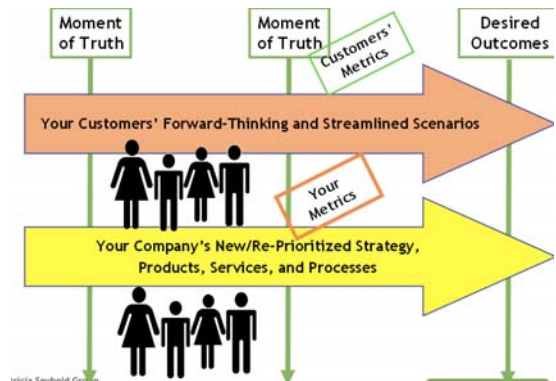 Moment
of Truth
Moment
of Truth
Desired
Outcomes
Customers'
Metrics
Your Customers' Forward-Thinking and Streamlined Scenarios
Your
Metrics
Your Company's New/Re-Prioritized Strategy,
Products, Services, and Processes
Seybold